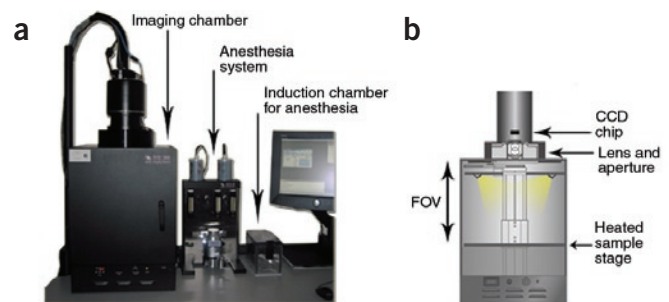 a
Imaging chamber
Anesthesia
system
Induction chamber
for anesthesia
b
CCD
chip
Lens and
aperture
FOV
Heated
sample
stage